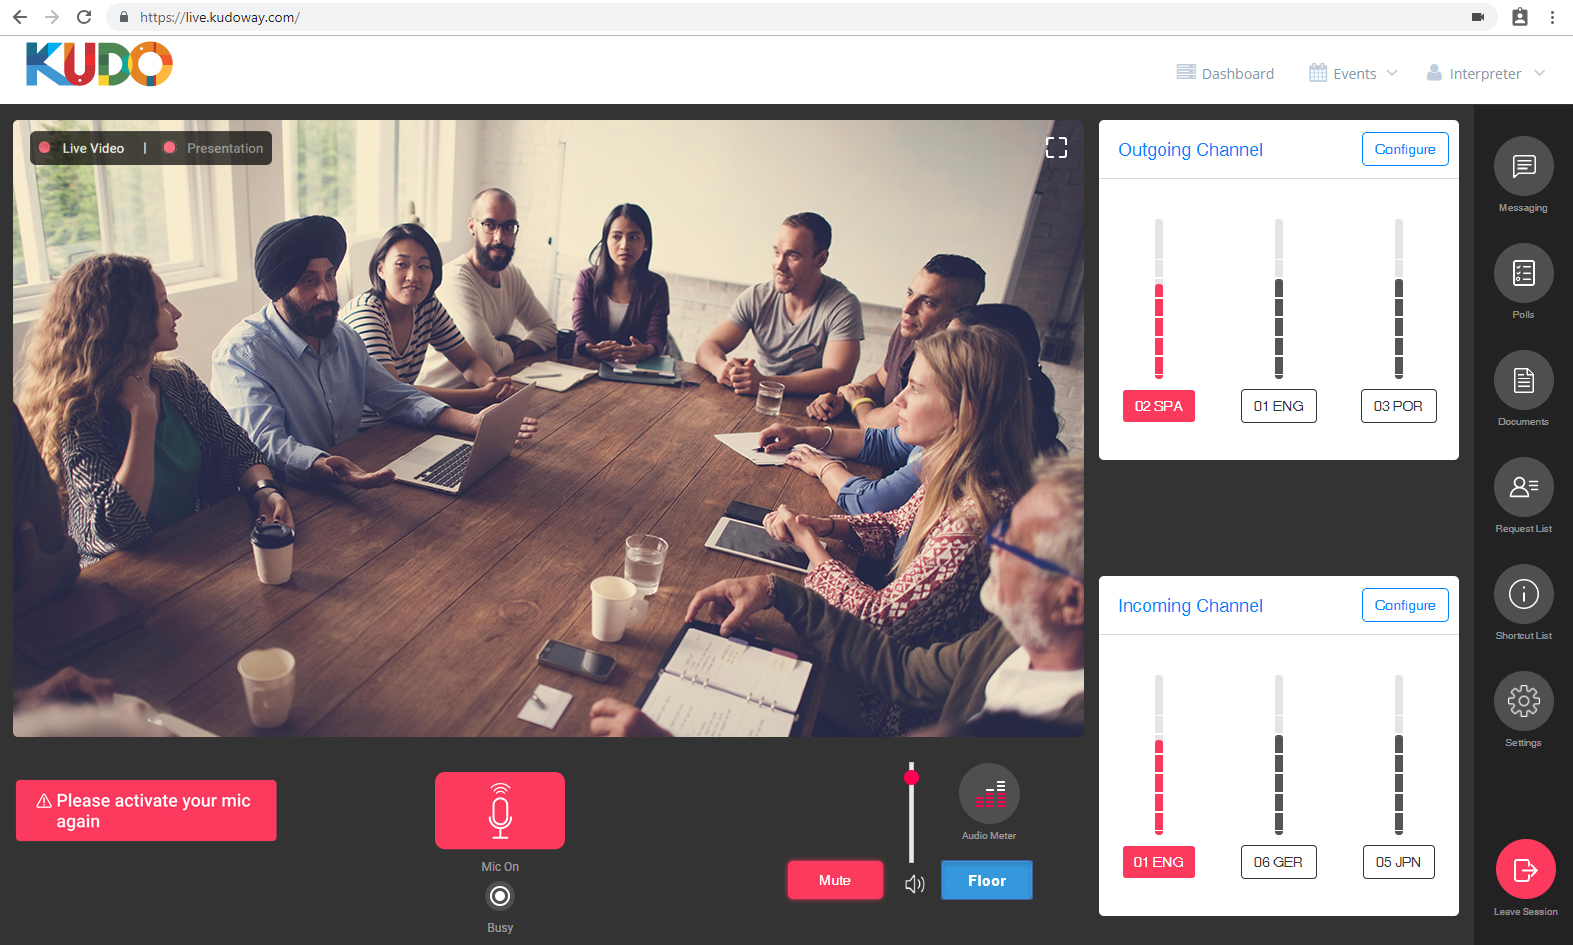 https://live.kudoway.com/
KUDO
Dashboard
Events
Interpreter
Live Video | Presentation
Outgoing Channel
Configure
02 SPA
01 ENG
03 POR
Incoming Channel
Configure
01 ENG
06 GER
05 JPN
Messaging
Polls
Documents
Request List
Shortcut List
Settings
Leave Session
Please activate your mic
again
Mic On
Busy
Mute
Audio Meter
Floor